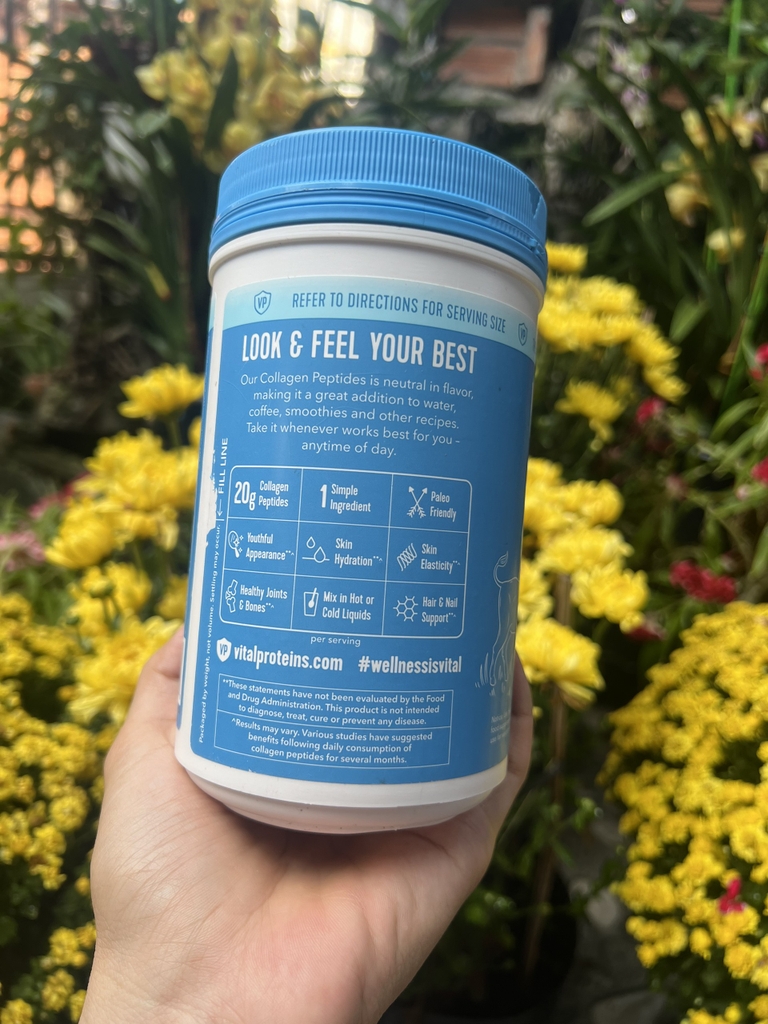 VP
REFER TO DIRECTIONS FOR SERVING SIZE
VP
LOOK & FEEL YOUR BEST
Our Collagen Peptides is neutral in flavor,
making it a great addition to water,
coffee, smoothies and other recipes.
Take it whenever works best for you -
anytime of day.
20g Collagen
Peptides
1 Simple
Ingredient
Paleo
Friendly
Youthful
Appearance**^
Skin
Hydration**^
Skin
Elasticity**^
Healthy Joints
& Bones**^
Mix in Hot or
Cold Liquids
Hair & Nail
Support**^
per serving
VP vitalproteins.com #wellnessisvital
**These statements have not been evaluated by the Food
and Drug Administration. This product is not intended
to diagnose, treat, cure or prevent any disease.
^Results may vary. Various studies have suggested
benefits following daily consumption of
collagen peptides for several months.
Packaged by weight, not volume. Settling may occur. ← FILL LINE